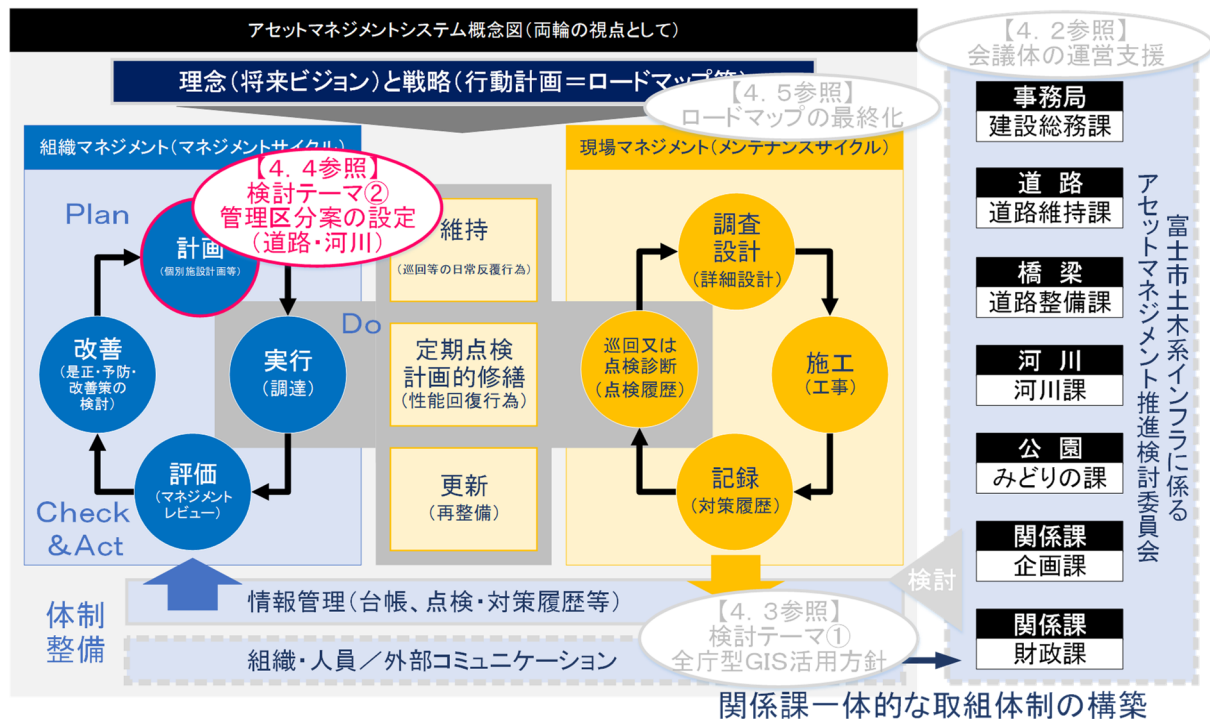 アセットマネジメントシステム概念図(両輪の視点として)
理念(将来ビジョン)と戦略(行動計画=ロードマップ等)
【4.5参照】
ロードマップの最終化
【4.2参照】
会議体の運営支援
組織マネジメント(マネジメントサイクル)
【4.4参照】
検討テーマ②
管理区分案の設定
(道路・河川)
Plan
計画
(個別施設計画等)
Do
実行
(調達)
評価
(マネジメント
レビュー)
Check
&Act
改善
(是正・予防・
改善策の
検討)
維持
(巡回等の日常反覆行為)
定期点検
計画的修繕
(性能回復行為)
更新
(再整備)
現場マネジメント(メンテナンスサイクル)
調査
設計
(詳細設計)
施工
(工事)
記録
(対策履歴)
巡回又は
点検診断
(点検履歴)
体制
整備
情報管理(台帳、点検・対策履歴等)
組織・人員/外部コミュニケーション
【4.3参照】
検討テーマ①
全庁型GIS活用方針
検討
事務局
建設総務課
道 路
道路維持課
橋 梁
道路整備課
河 川
河川課
公 園
みどりの課
関係課
企画課
関係課
財政課
富士市土木系インフラに係る
アセットマネジメント推進検討委員会
関係課一体的な取組体制の構築